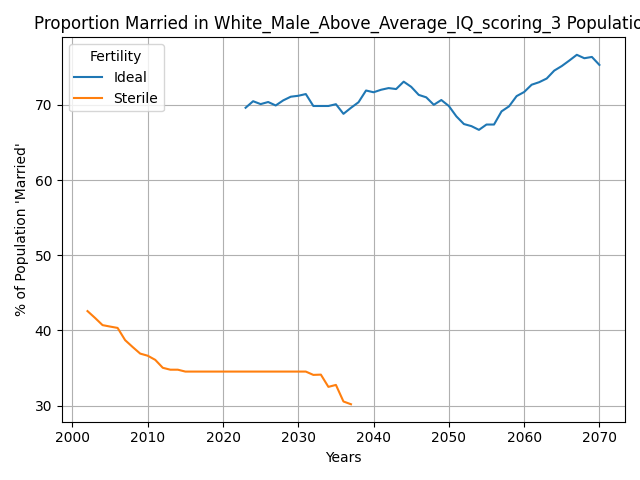 Proportion Married in White_Male_Above_Average_IQ_scoring_3 Populatio
Fertility
Ideal
Sterile
% of Population 'Married'
70
60
50
40
30
2000 2010 2020 2030 2040 2050 2060 2070
Years